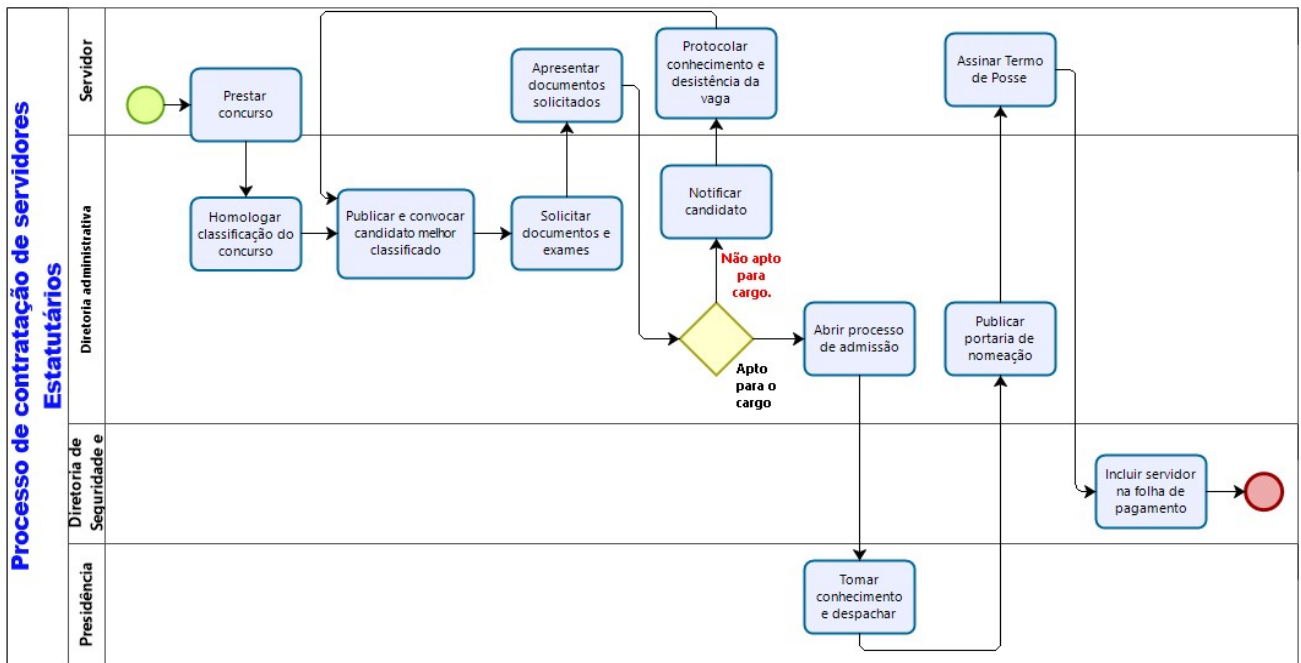 Processo de contratação de servidores
Estatutários
Servidor
Prestar
concurso
Apresentar
documentos
solicitados
Protocolar
conhecimento e
desistência da
vaga
Assinar Termo
de Posse
Diretoria administrativa
Homologar
classificação do
concurso
Publicar e convocar
candidato melhor
classificado
Solicitar
documentos e
exames
Notificar
candidato
Não apto
para
cargo.
Apto
para o
cargo
Abrir processo
de admissão
Publicar
portaria de
nomeação
Diretoria de
Seguridade e
Incluir servidor
na folha de
pagamento
Presidência
Tomar
conhecimento
e despachar